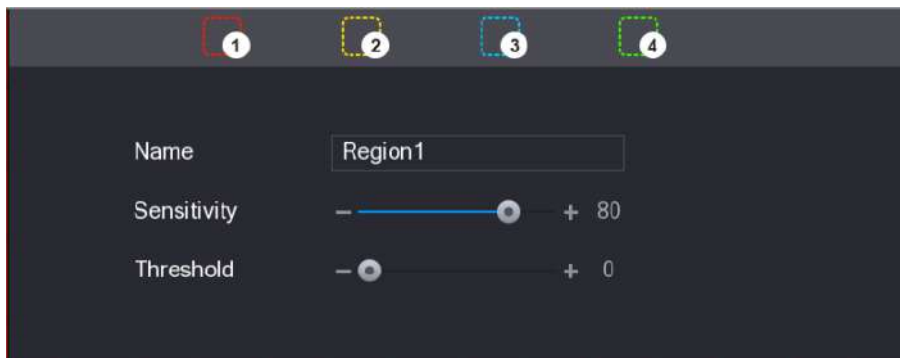 1 2 3 4
Name Region1
Sensitivity − + 80
Threshold − + 0